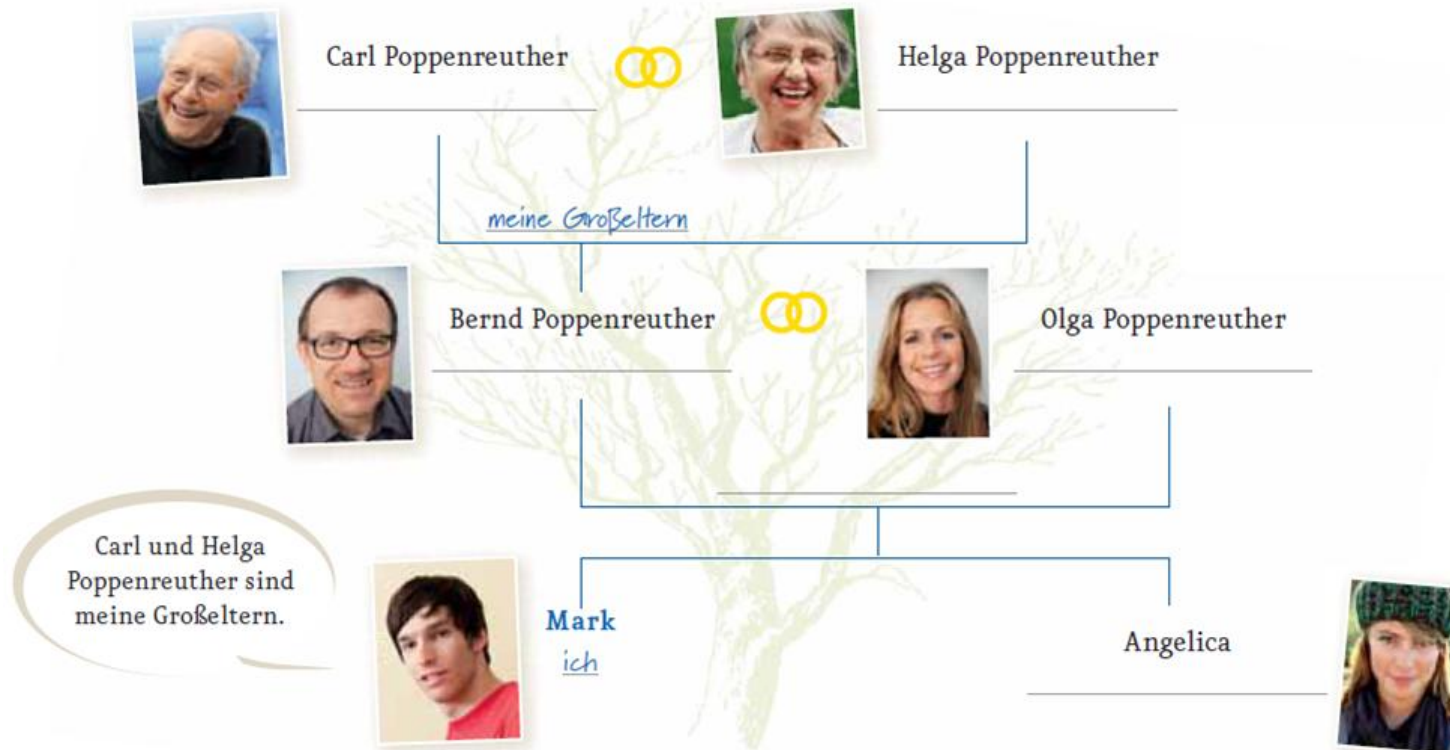 Carl Poppenreuther
Helga Poppenreuther
meine Großeltern
Bernd Poppenreuther
Olga Poppenreuther
Carl und Helga
Poppenreuther sind
meine Großeltern.
Mark
ich
Angelica